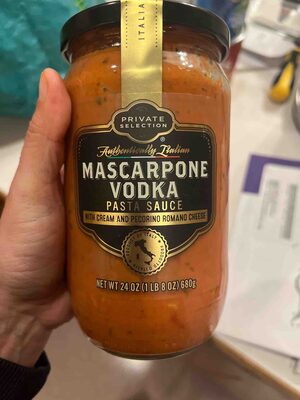 ITALIA
PRIVATE
SELECTION
Authentically Italian
MASCARPONE
VODKA
PASTA SAUCE
WITH CREAM AND PECORINO ROMANO CHEESE
NET WT 24 OZ (1 LB 8 OZ) 680g